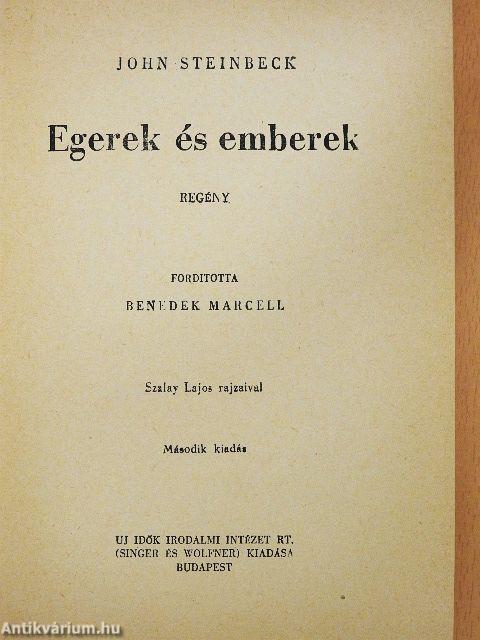 JOHN STEINBECK
Egerek és emberek
REGÉNY
FORDITOTTA
BENEDEK MARCELL
Szalay Lajos rajzaival
Második kiadás
UJ IDŐK IRODALMI INTÉZET RT.
(SINGER ÉS WOLFNER) KIADÁSA
BUDAPEST
Antikvárium.hu